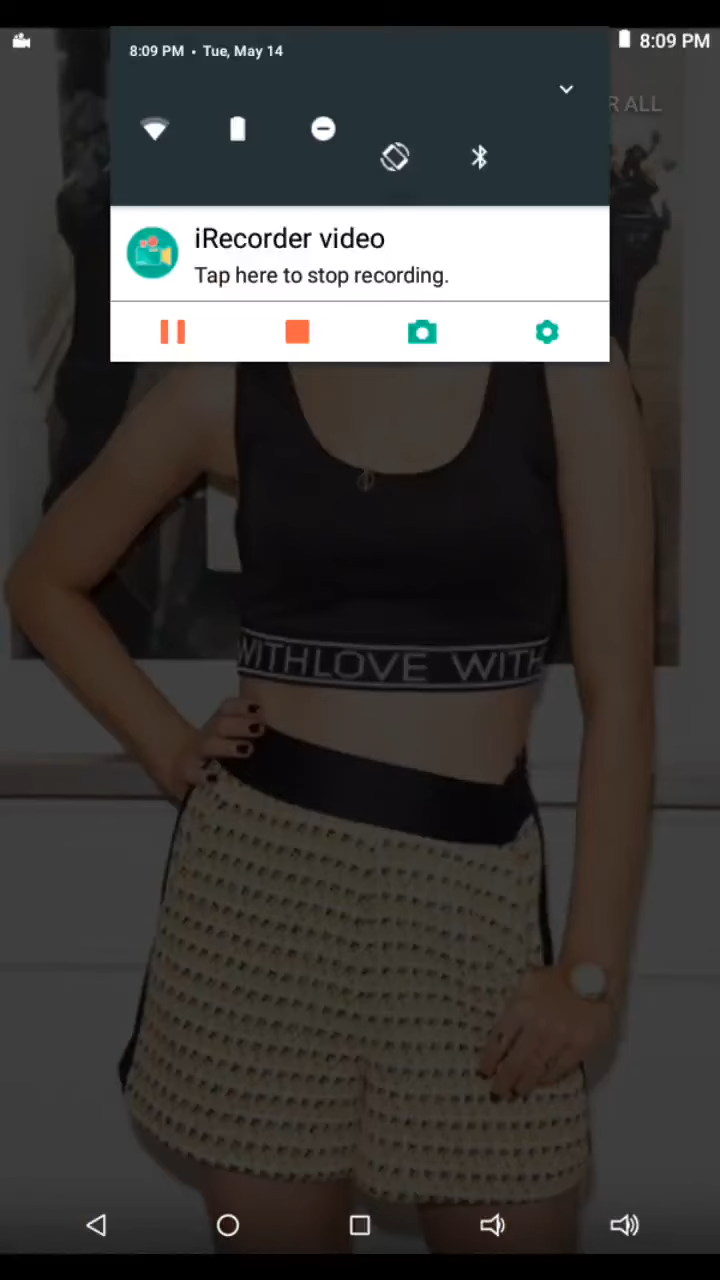 8:09 PM
8:09 PM • Tue, May 14
R ALL
iRecorder video
Tap here to stop recording.
WITHLOVE WITH